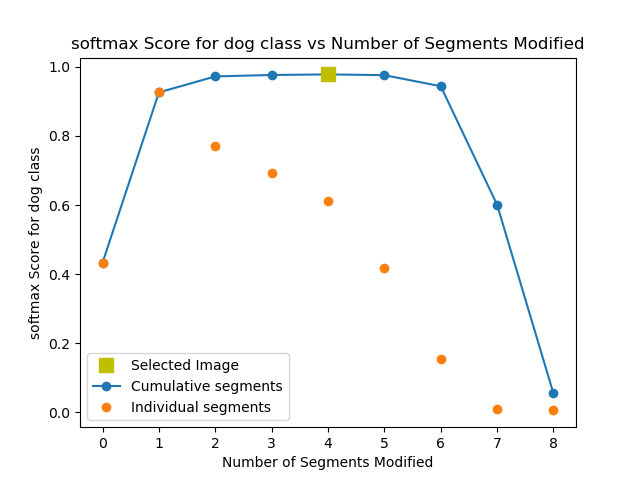 softmax Score for dog class vs Number of Segments Modified
softmax Score for dog class
1.0
0.8
0.6
0.4
0.2
0.0
Selected Image
Cumulative segments
Individual segments
0 1 2 3 4 5 6 7 8
Number of Segments Modified